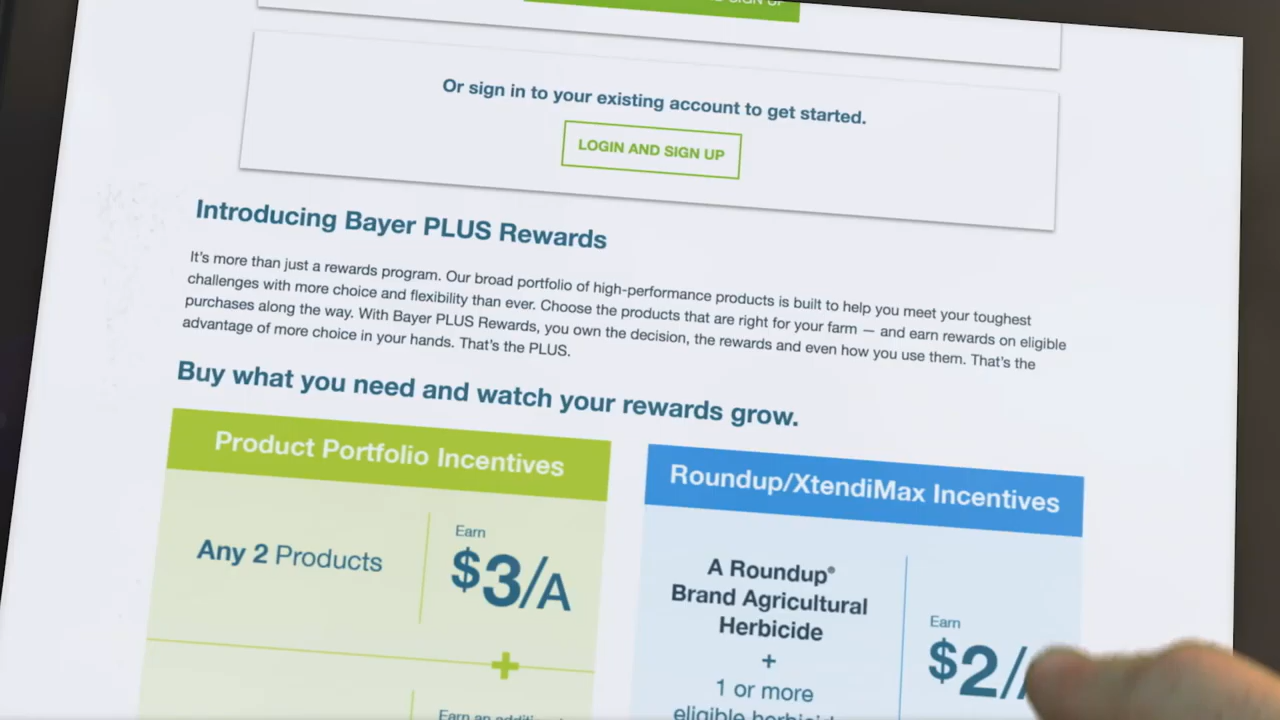 Or sign in to your existing account to get started.
LOGIN AND SIGN UP
Introducing Bayer PLUS Rewards
It's more than just a rewards program. Our broad portfolio of high-performance products is built to help you meet your toughest
challenges with more choice and flexibility than ever. Choose the products that are right for your farm — and earn rewards on eligible
purchases along the way. With Bayer PLUS Rewards, you own the decision, the rewards and even how you use them. That's the
advantage of more choice in your hands. That's the PLUS.
Buy what you need and watch your rewards grow.
Product Portfolio Incentives
Any 2 Products
Earn
$3/A
+
Earn an
Roundup/XtendiMax Incentives
A Roundup®
Brand Agricultural
Herbicide
+
1 or more
eligible
Earn
$2/